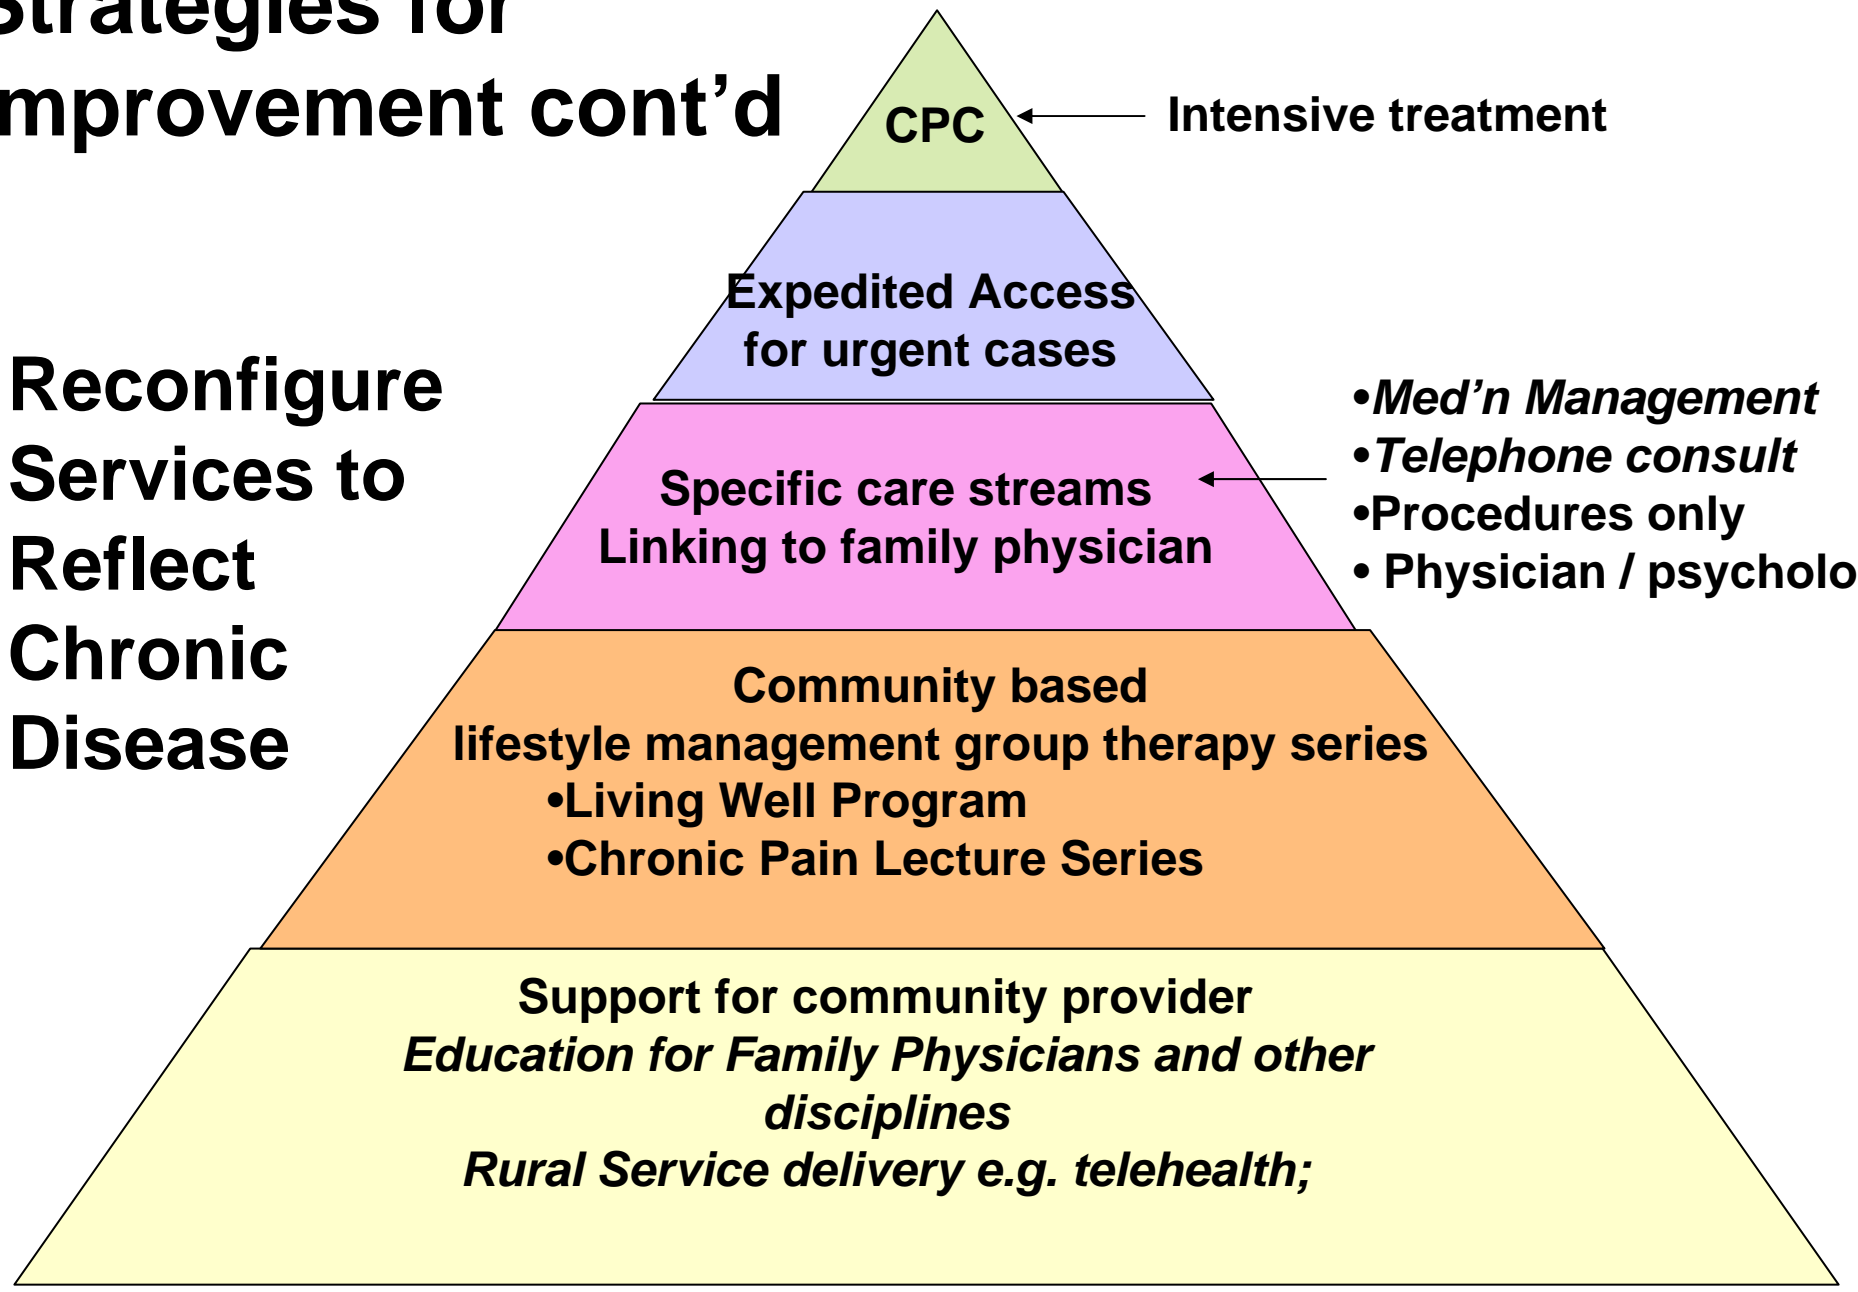 Strategies for
mprovement cont’d
CPC
Intensive treatment
Expedited Access
for urgent cases
Reconfigure
Services to
Reflect
Chronic
Disease
•Med’n Management
•Telephone consult
•Procedures only
• Physician / psycholo
Specific care streams
Linking to family physician
Community based
lifestyle management group therapy series
•Living Well Program
•Chronic Pain Lecture Series
Support for community provider
Education for Family Physicians and other
disciplines
Rural Service delivery e.g. telehealth;